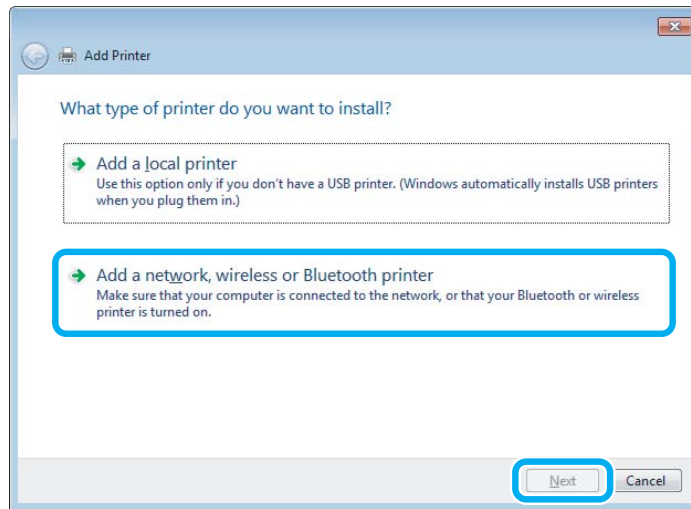 Add Printer
What type of printer do you want to install?
Add a local printer
Use this option only if you don't have a USB printer. (Windows automatically installs USB printers
when you plug them in.)
Add a network, wireless or Bluetooth printer
Make sure that your computer is connected to the network, or that your Bluetooth or wireless
printer is turned on.
Next Cancel